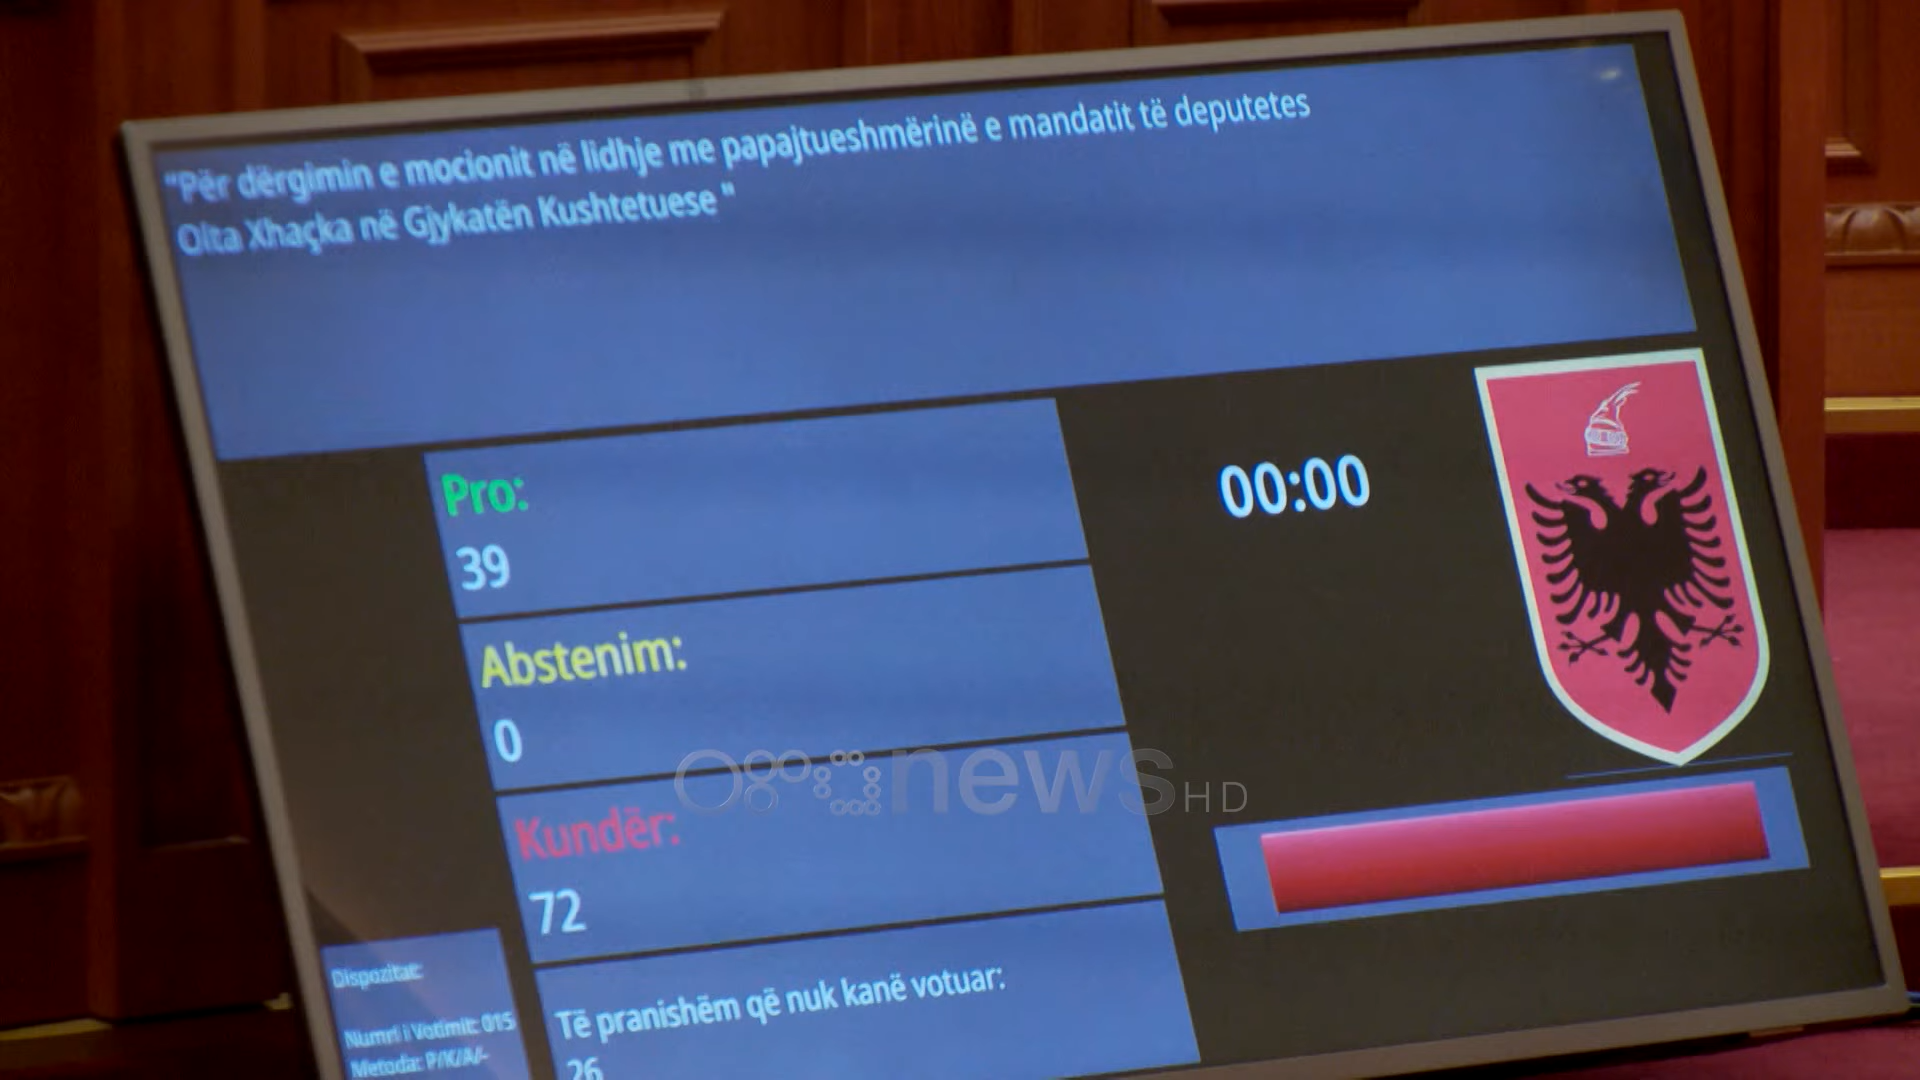 "Për dërgimin e mocionit në lidhje me papajtueshmërinë e mandatit të deputetes
Olta Xhaçka në Gjykatën Kushtetuese "
Pro:
39
00:00
Abstenim:
0
news HD
Kundër:
72
Dispozitat:
Numri i Votimit: 015
Metoda: P/K/A/-
Të pranishëm që nuk kanë votuar:
26